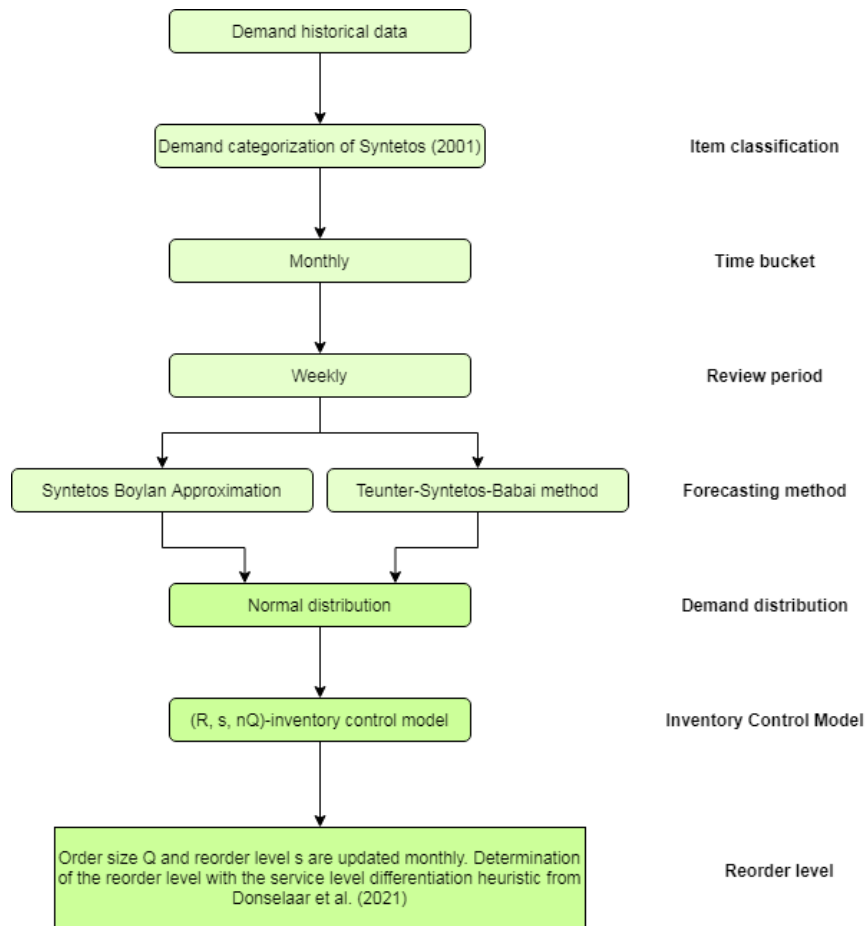 Demand historical data
Demand categorization of Syntetos (2001)
Item classification
Monthly
Time bucket
Weekly
Review period
Syntetos Boylan Approximation
Teunter-Syntetos-Babai method
Forecasting method
Normal distribution
Demand distribution
(R, s, nQ)-inventory control model
Inventory Control Model
Order size Q and reorder level s are updated monthly. Determination
of the reorder level with the service level differentiation heuristic from
Donselaar et al. (2021)
Reorder level